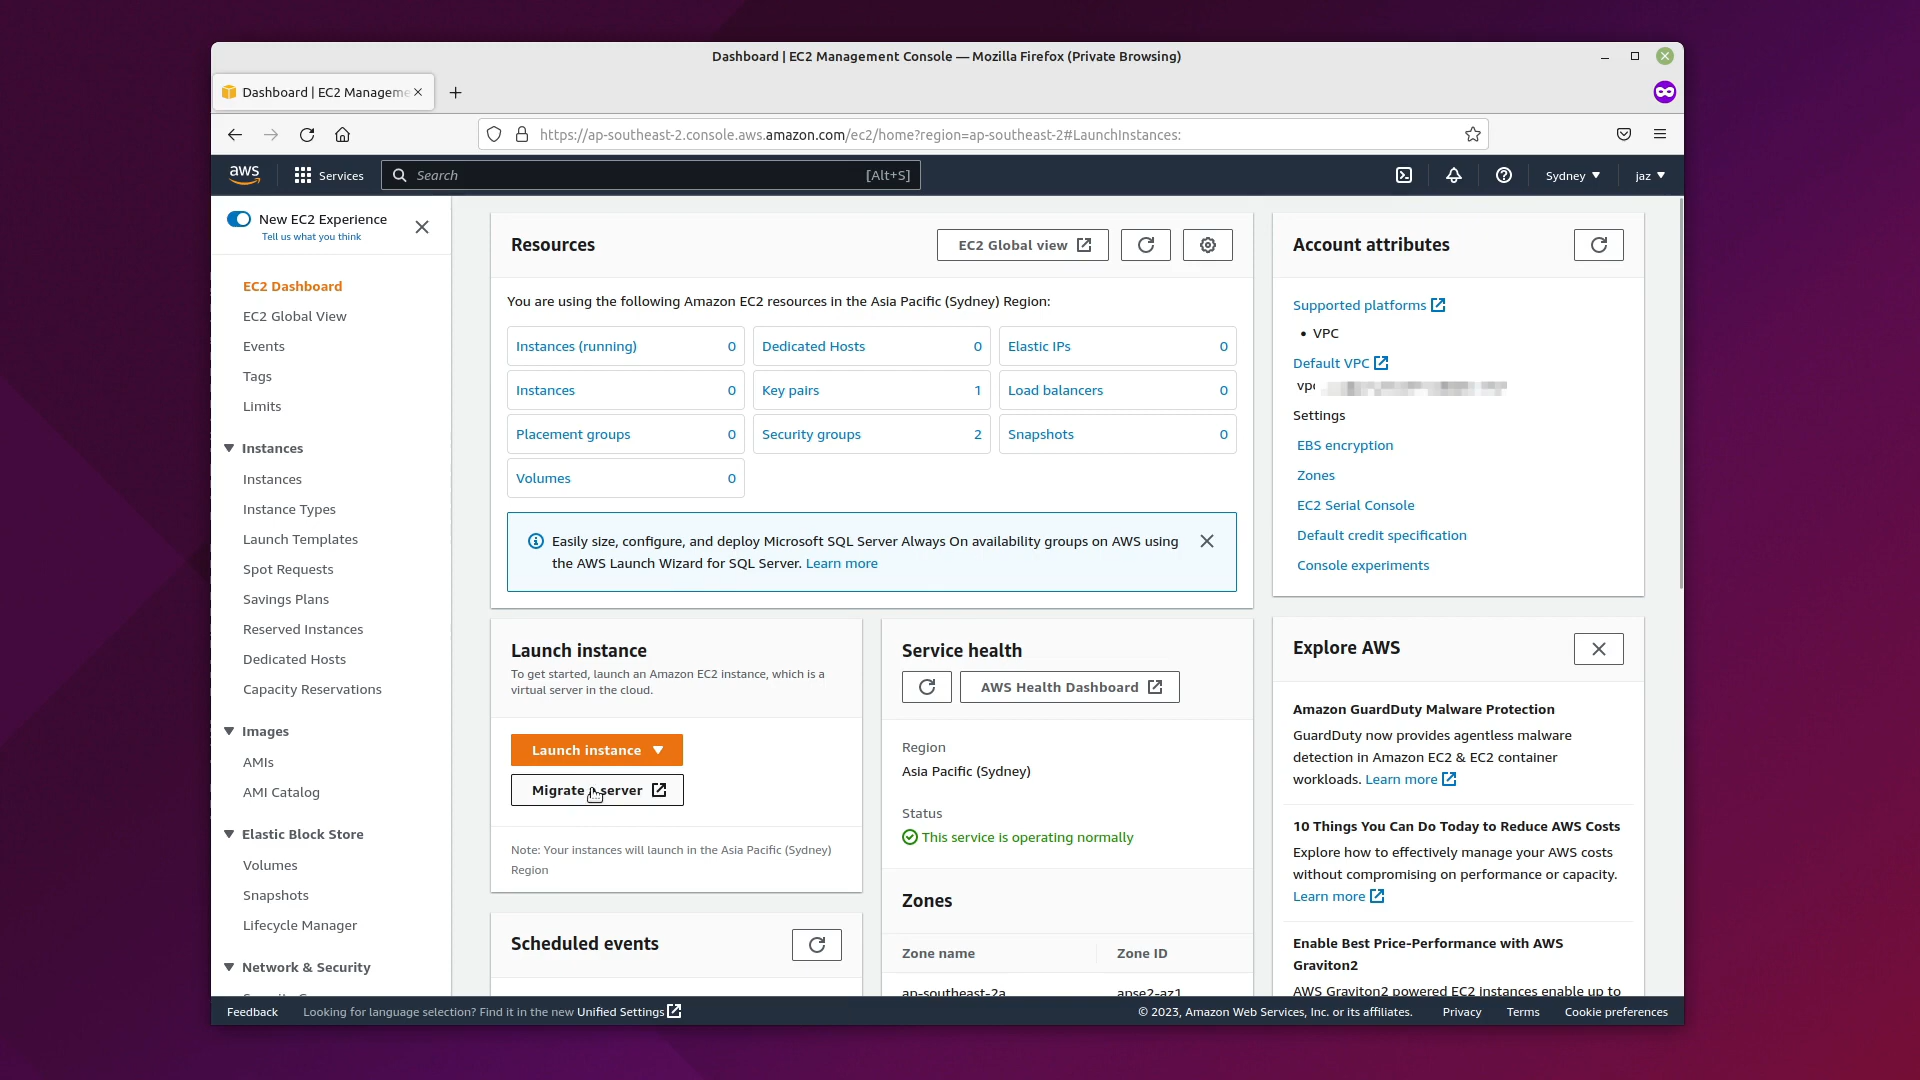 Dashboard | EC2 Management Console — Mozilla Firefox (Private Browsing)
Dashboard | EC2 Manageme
https://ap-southeast-2.console.aws.amazon.com/ec2/home?region=ap-southeast-2#LaunchInstances:
aws
Services
Search
[Alt+S]
Sydney
jaz
New EC2 Experience
Tell us what you think
EC2 Dashboard
EC2 Global View
Events
Tags
Limits
Instances
Instances
Instance Types
Launch Templates
Spot Requests
Savings Plans
Reserved Instances
Dedicated Hosts
Capacity Reservations
Images
AMIs
AMI Catalog
Elastic Block Store
Volumes
Snapshots
Lifecycle Manager
Network & Security
Resources
EC2 Global view
You are using the following Amazon EC2 resources in the Asia Pacific (Sydney) Region:
Instances (running) 0
Dedicated Hosts 0
Elastic IPs 0
Instances 0
Key pairs 1
Load balancers 0
Placement groups 0
Security groups 2
Snapshots 0
Volumes 0
Easily size, configure, and deploy Microsoft SQL Server Always On availability groups on AWS using
the AWS Launch Wizard for SQL Server. Learn more
Launch instance
To get started, launch an Amazon EC2 instance, which is a
virtual server in the cloud.
Launch instance
Migrate a server
Note: Your instances will launch in the Asia Pacific (Sydney)
Region
Scheduled events
Service health
AWS Health Dashboard
Region
Asia Pacific (Sydney)
Status
This service is operating normally
Zones
Zone name Zone ID
ap-southeast-2a apse2-az1
Account attributes
Supported platforms
• VPC
Default VPC
vpc
Settings
EBS encryption
Zones
EC2 Serial Console
Default credit specification
Console experiments
Explore AWS
Amazon GuardDuty Malware Protection
GuardDuty now provides agentless malware
detection in Amazon EC2 & EC2 container
workloads. Learn more
10 Things You Can Do Today to Reduce AWS Costs
Explore how to effectively manage your AWS costs
without compromising on performance or capacity.
Learn more
Enable Best Price-Performance with AWS
Graviton2
AWS Graviton2 powered EC2 instances enable up to
Feedback
Looking for language selection? Find it in the new Unified Settings
© 2023, Amazon Web Services, Inc. or its affiliates.
Privacy
Terms
Cookie preferences